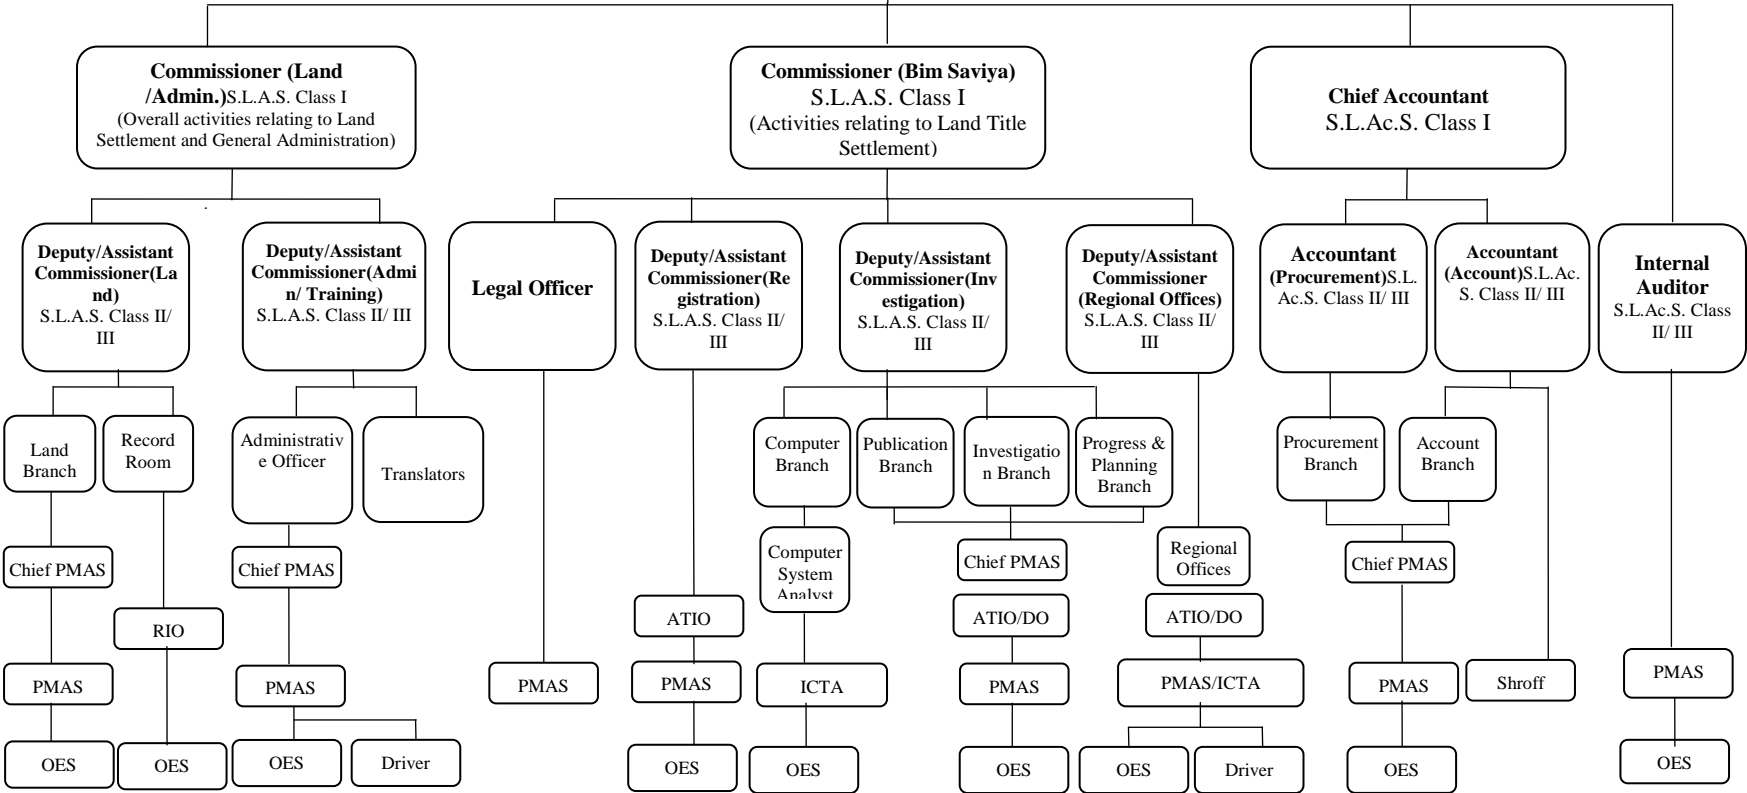 Commissioner (Land
/Admin.)S.L.A.S. Class I
(Overall activities relating to Land
Settlement and General Administration)
Commissioner (Bim Saviya)
S.L.A.S. Class I
(Activities relating to Land Title
Settlement)
Chief Accountant
S.L.Ac.S. Class I
Deputy/Assistant
Commissioner(La
nd)
S.L.A.S. Class II/
III
Deputy/Assistant
Commissioner(Admi
n/ Training)
S.L.A.S. Class II/ III
Legal Officer
Deputy/Assistant
Commissioner(Re
gistration)
S.L.A.S. Class II/
III
Deputy/Assistant
Commissioner(Inv
estigation)
S.L.A.S. Class II/
III
Deputy/Assistant
Commissioner
(Regional Offices)
S.L.A.S. Class II/
III
Accountant
(Procurement)S.L.
Ac.S. Class II/ III
Accountant
(Account)S.L.Ac.
S. Class II/ III
Internal
Auditor
S.L.Ac.S. Class
II/ III
Land
Branch
Record
Room
Administrativ
e Officer
Translators
Computer
Branch
Publication
Branch
Investigatio
n Branch
Progress &
Planning
Branch
Procurement
Branch
Account
Branch
Chief PMAS
Chief PMAS
Computer
System
Analyst
Chief PMAS
Regional
Offices
Chief PMAS
RIO
ATIO
ATIO/DO
ATIO/DO
PMAS
PMAS
PMAS
PMAS
ICTA
PMAS
PMAS/ICTA
PMAS
Shroff
PMAS
OES
OES
OES
Driver
OES
OES
OES
OES
Driver
OES
OES